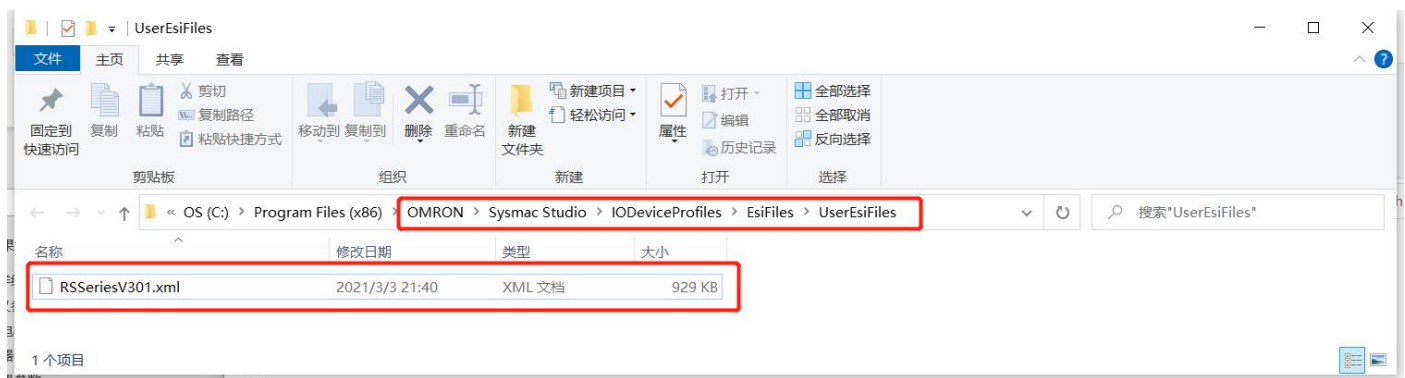 UserEsiFiles
文件 主页 共享 查看
固定到
快速访问
复制
粘贴
剪切
复制路径
粘贴快捷方式
移动到 复制到 删除 重命名
新建
文件夹
新建项目
轻松访问
属性
打开
编辑
历史记录
全部选择
全部取消
反向选择
剪贴板 组织 新建 打开 选择
« OS (C:) > Program Files (x86) > OMRON > Sysmac Studio > IODeviceProfiles > EsiFiles > UserEsiFiles
搜索"UserEsiFiles"
名称 修改日期 类型 大小
RSSeriesV301.xml 2021/3/3 21:40 XML 文档 929 KB
1 个项目